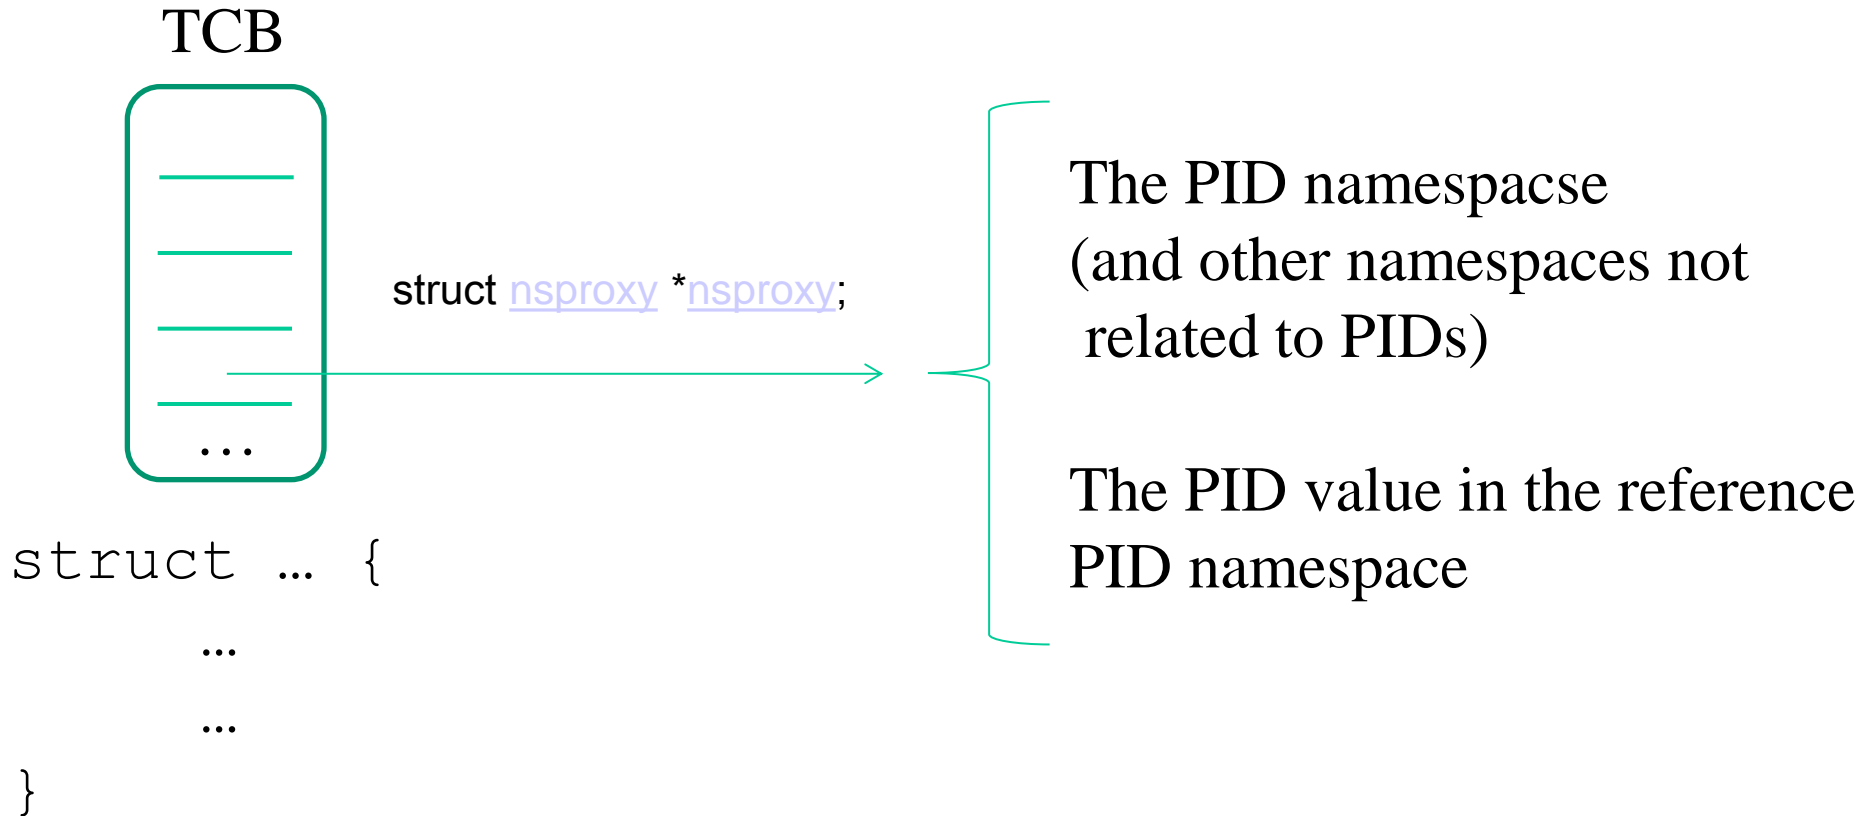 TCB
struct nsproxy *nsproxy;
The PID namespacse
(and other namespaces not
related to PIDs)
The PID value in the reference
PID namespace
…
struct … {
…
…
}